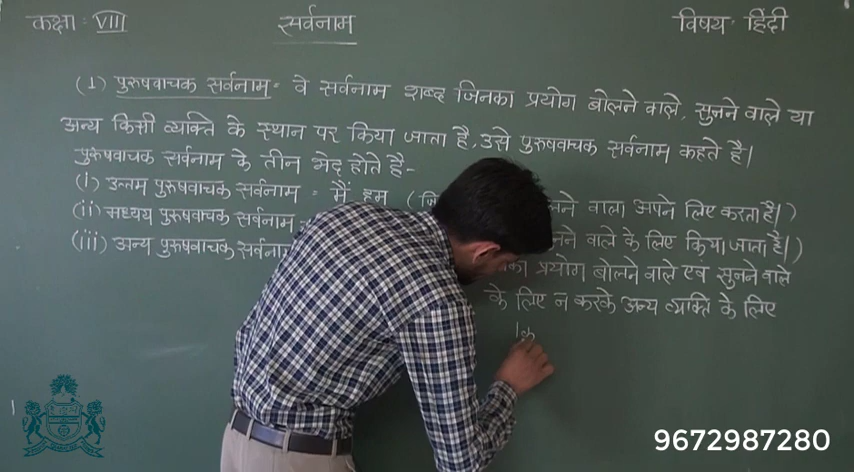 कक्षा : VIII
सर्वनाम
विषय - हिंदी
(1) पुरुषवाचक सर्वनाम = वे सर्वनाम शब्द जिनका प्रयोग बोलने वाले, सुनने वाले या
अन्य किसी व्यक्ति के स्थान पर किया जाता है, उसे पुरुषवाचक सर्वनाम कहते है।
पुरुषवाचक सर्वनाम के तीन भेद होते है-
(i) उत्तम पुरुषवाचक सर्वनाम = मैं हम ( वाला अपने लिए करता है।)
(ii) मध्यय पुरुषवाचक सर्वनाम = वाले के लिए किया जाता है।)
(iii) अन्य पुरुषवाचक प्रयोग बोलने वाले एव सुनने वाले
के लिए न करके अन्य व्यक्ति के लिए
9672987280